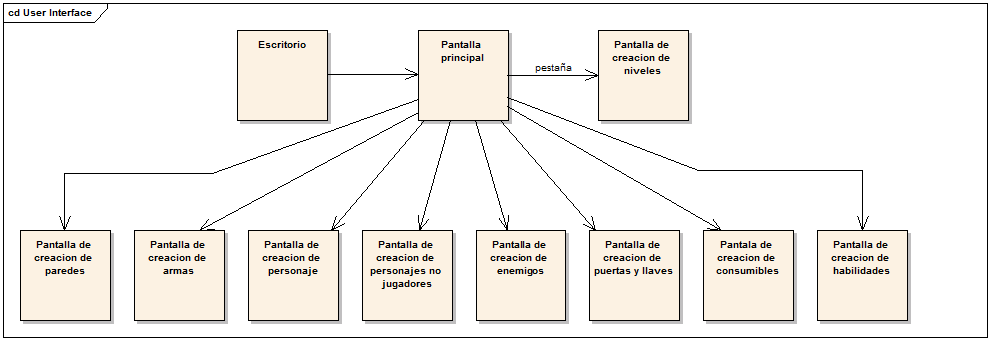 cd User Interface
Escritorio
Pantalla
principal
pestaña
Pantalla de
creacion de
niveles
Pantalla de
creacion de
paredes
Pantalla de
creacion de
armas
Pantalla de
creacion de
personaje
Pantalla de
creacion de
personajes no
jugadores
Pantalla de
creacion de
enemigos
Pantalla de
creacion de
puertas y llaves
Pantala de
creacion de
consumibles
Pantalla de
creacion de
habilidades